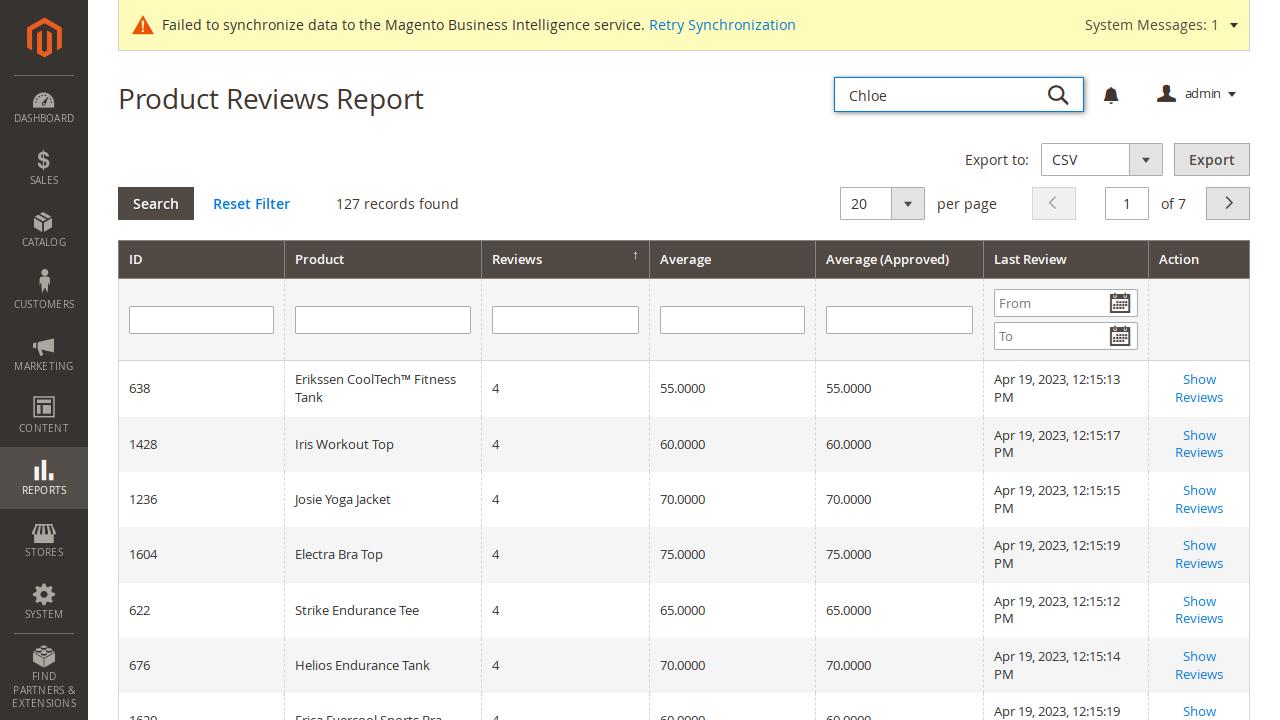 Failed to synchronize data to the Magento Business Intelligence service. Retry Synchronization
System Messages: 1
Product Reviews Report
Chloe
admin
DASHBOARD
SALES
CATALOG
CUSTOMERS
MARKETING
CONTENT
REPORTS
STORES
SYSTEM
FIND
PARTNERS &
EXTENSIONS
Export to: CSV Export
Search Reset Filter 127 records found 20 per page 1 of 7
ID Product Reviews ↑ Average Average (Approved) Last Review Action
From
To
638 Erikssen CoolTech™ Fitness Tank 4 55.0000 55.0000 Apr 19, 2023, 12:15:13 PM Show Reviews
1428 Iris Workout Top 4 60.0000 60.0000 Apr 19, 2023, 12:15:17 PM Show Reviews
1236 Josie Yoga Jacket 4 70.0000 70.0000 Apr 19, 2023, 12:15:15 PM Show Reviews
1604 Electra Bra Top 4 75.0000 75.0000 Apr 19, 2023, 12:15:19 PM Show Reviews
622 Strike Endurance Tee 4 65.0000 65.0000 Apr 19, 2023, 12:15:12 PM Show Reviews
676 Helios Endurance Tank 4 70.0000 70.0000 Apr 19, 2023, 12:15:14 PM Show Reviews
Apr 19, 2023, 12:15:19 Show